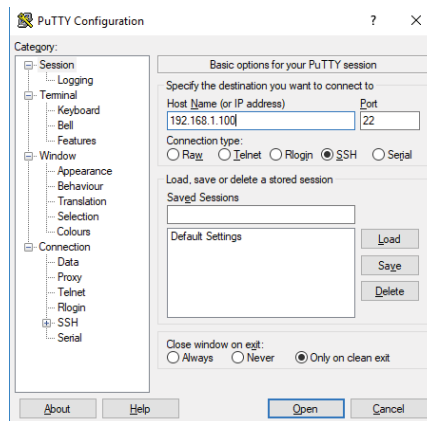 PuTTY Configuration ? ×
Category:
Session
Logging
Terminal
Keyboard
Bell
Features
Window
Appearance
Behaviour
Translation
Selection
Colours
Connection
Data
Proxy
Telnet
Rlogin
SSH
Serial
Basic options for your PuTTY session
Specify the destination you want to connect to
Host Name (or IP address) Port
192.168.1.100 22
Connection type:
Raw Telnet Rlogin SSH Serial
Load, save or delete a stored session
Saved Sessions
Default Settings
Load
Save
Delete
Close window on exit:
Always Never Only on clean exit
About Help Open Cancel